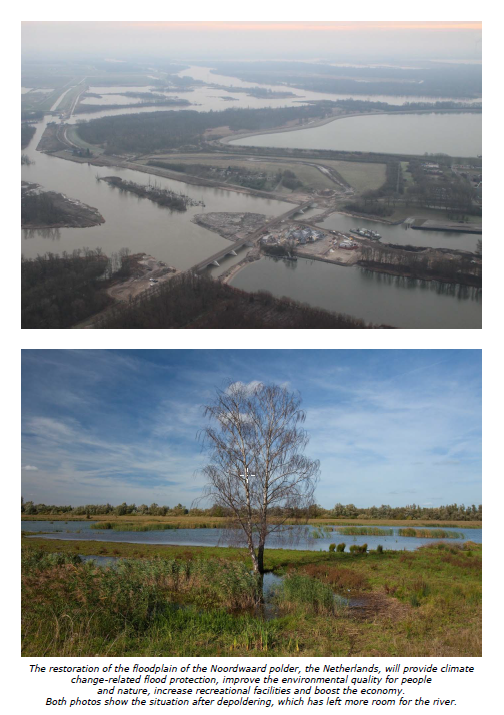 The restoration of the floodplain of the Noordwaard polder, the Netherlands, will provide climate
change-related flood protection, improve the environmental quality for people
and nature, increase recreational facilities and boost the economy.
Both photos show the situation after depoldering, which has left more room for the river.